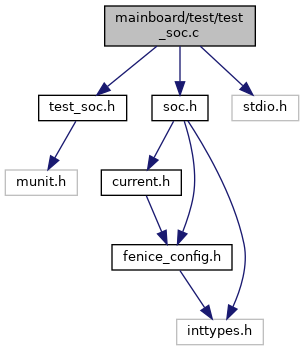 mainboard/test/test
_soc.c
test_soc.h
soc.h
stdio.h
munit.h
current.h
fenice_config.h
inttypes.h